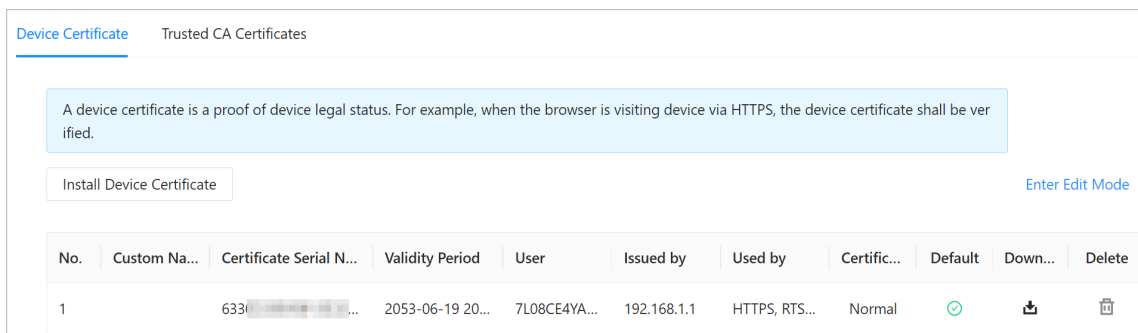 Device Certificate Trusted CA Certificates
A device certificate is a proof of device legal status. For example, when the browser is visiting device via HTTPS, the device certificate shall be ver
ified.
Install Device Certificate Enter Edit Mode
No. Custom Na... Certificate Serial N... Validity Period User Issued by Used by Certific... Default Down... Delete
1 633 ... 2053-06-19 20... 7L08CE4YA... 192.168.1.1 HTTPS, RTS... Normal